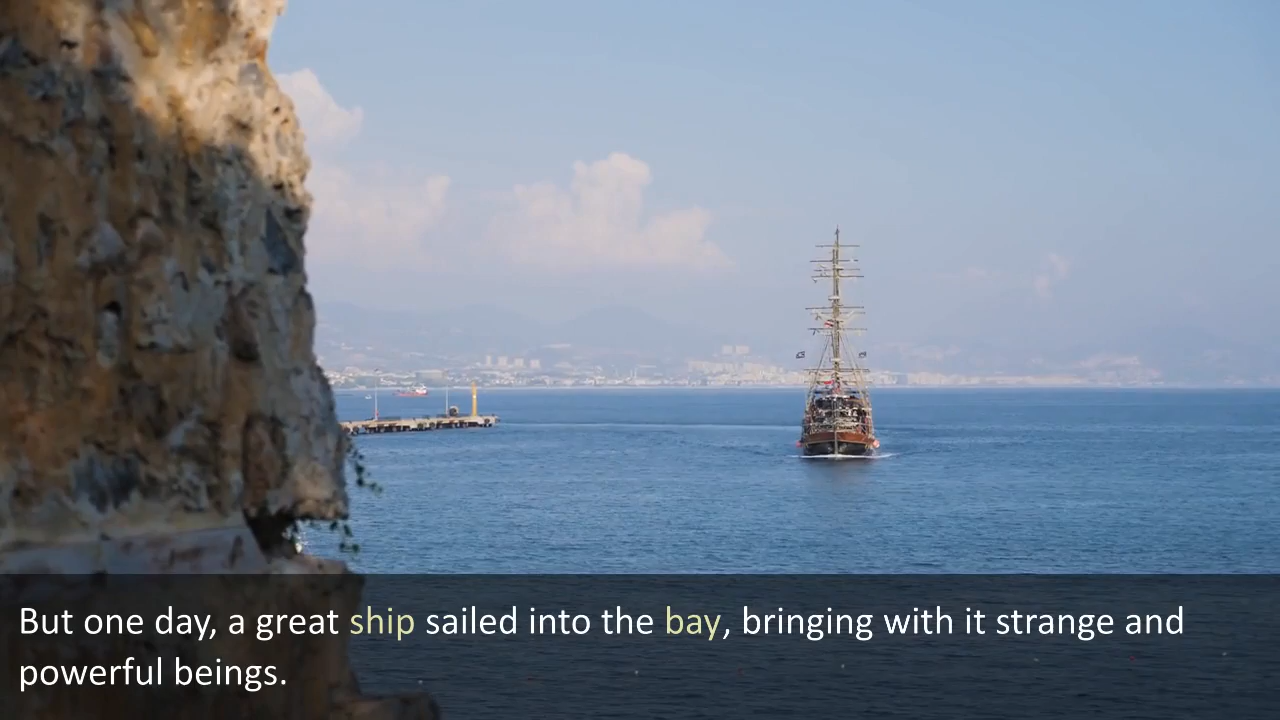 But one day, a great ship sailed into the bay, bringing with it strange and
powerful beings.